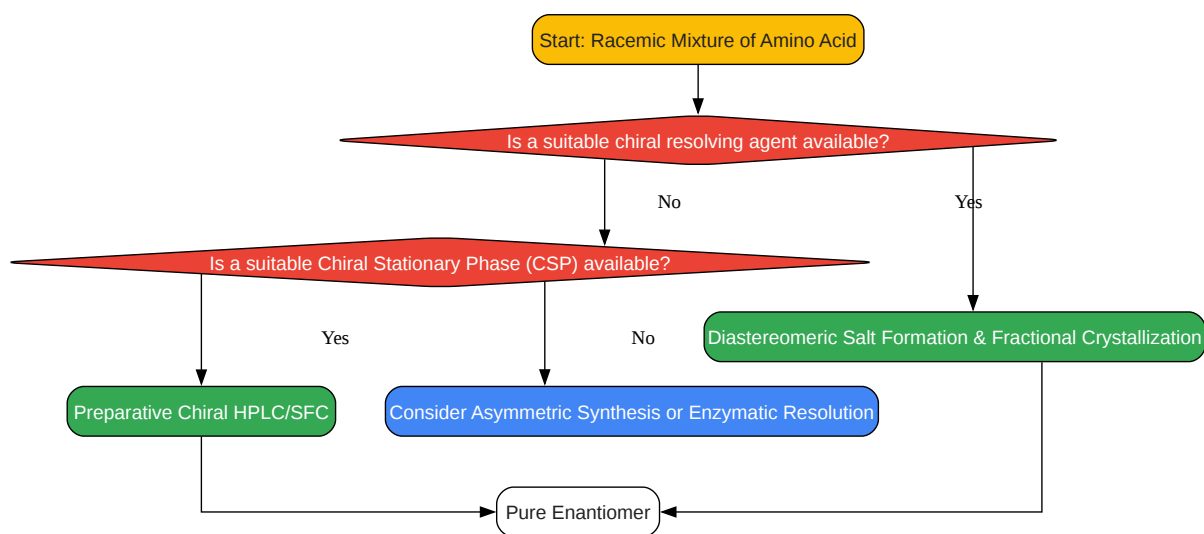 Start: Racemic Mixture of Amino Acid
Is a suitable chiral resolving agent available?
No
Yes
Is a suitable Chiral Stationary Phase (CSP) available?
Yes
No
Diastereomeric Salt Formation & Fractional Crystallization
Preparative Chiral HPLC/SFC
Consider Asymmetric Synthesis or Enzymatic Resolution
Pure Enantiomer